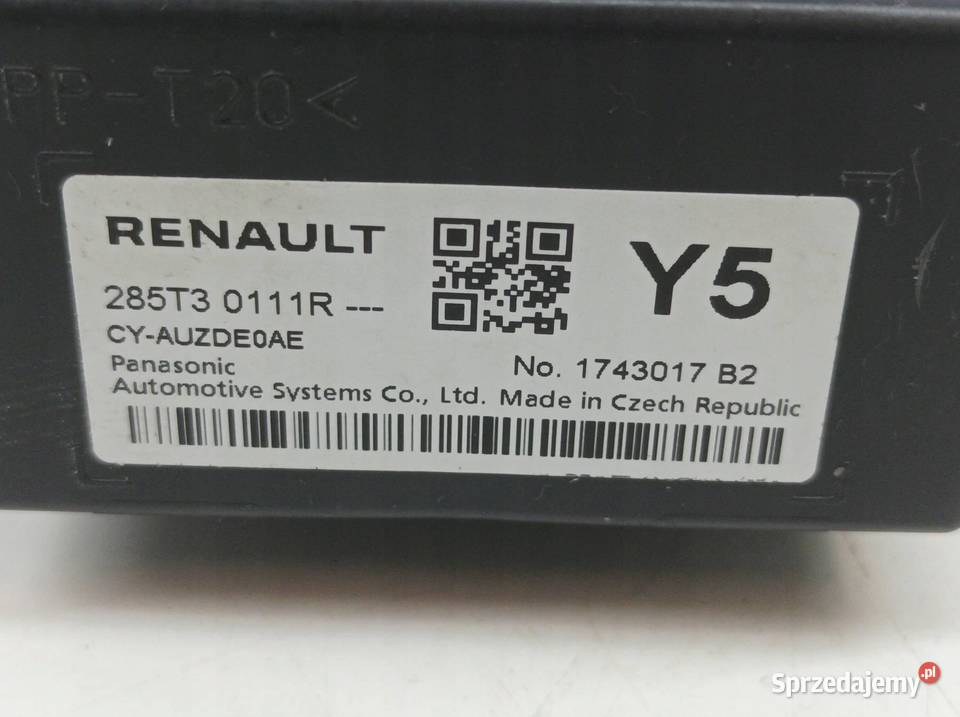 PP-T20<
RENAULT
285T3 0111R ---
Y5
CY-AUZDE0AE
Panasonic
No. 1743017 B2
Automotive Systems Co., Ltd. Made in Czech Republic
Sprzedajemy.pl